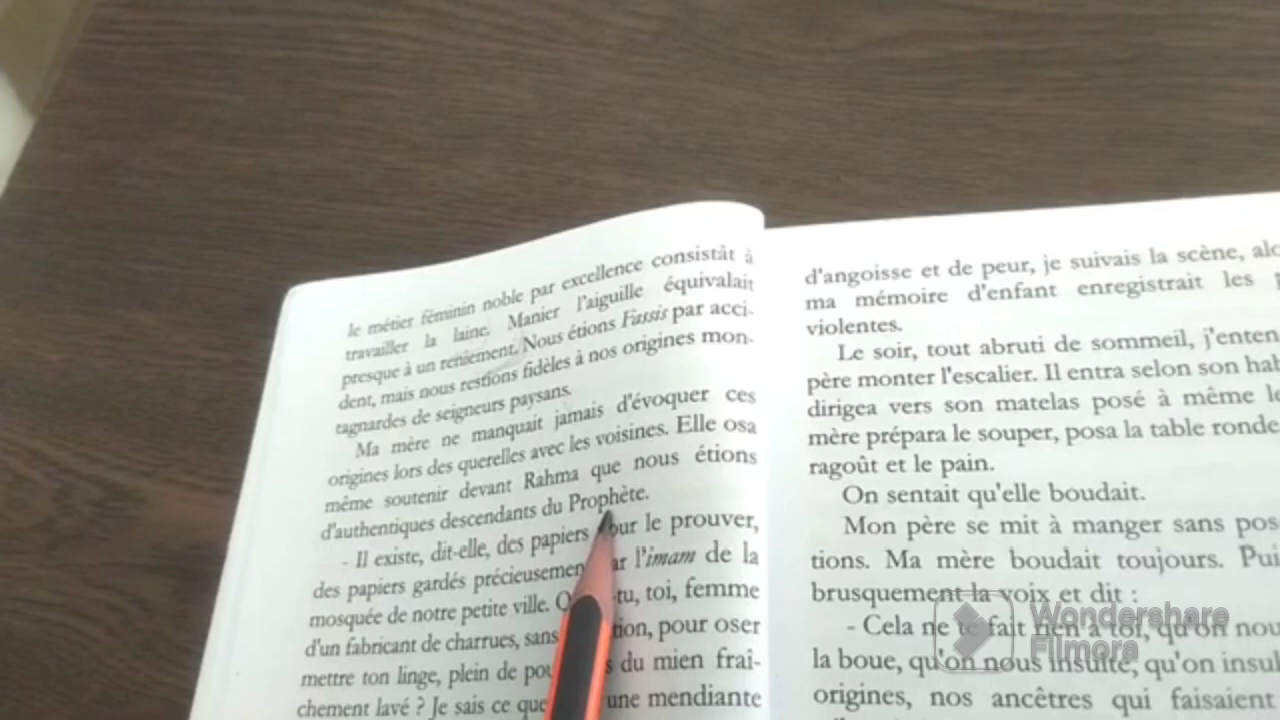 le métier féminin noble par excellence consistât à
travailler la laine. Manier l'aiguille équivalait
presque à un reniement. Nous étions Fassis par acci-
dent, mais nous restions fidèles à nos origines mon-
tagnardes de seigneurs paysans.
Ma mère ne manquait jamais d'évoquer ces
origines lors des querelles avec les voisines. Elle osa
même soutenir devant Rahma que nous étions
d'authentiques descendants du Prophète.
- Il existe, dit-elle, des papiers pour le prouver,
des papiers gardés précieusement par l'imam de la
mosquée de notre petite ville. tu, toi, femme
d'un fabricant de charrues, sans tion, pour oser
mettre ton linge, plein de du mien fraî-
chement lavé ? Je sais ce que une mendiante
d'angoisse et de peur, je suivais la scène,
ma mémoire d'enfant enregistrait les
violentes.
Le soir, tout abruti de sommeil,
père monter l'escalier. Il entra selon son
dirigea vers son matelas posé à même
mère prépara le souper, posa la table ronde
ragoût et le pain.
On sentait qu'elle boudait.
Mon père se mit à manger sans
tions. Ma mère boudait toujours.
brusquement la voix et dit :
- Cela ne te fait rien à toi, qu'on
la boue, qu'on nous insulte, qu'on
origines, nos ancêtres qui faisaient
Wondershare
Filmora